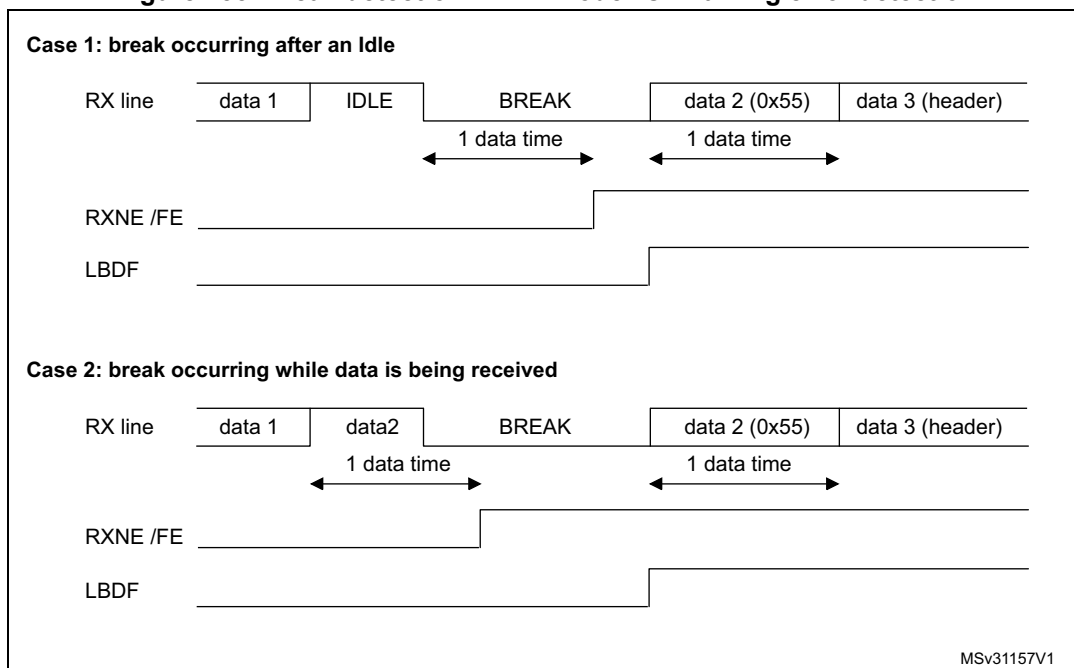 Case 1: break occurring after an Idle
RX line data 1 IDLE BREAK data 2 (0x55) data 3 (header)
1 data time 1 data time
RXNE /FE
LBDF
Case 2: break occurring while data is being received
RX line data 1 data2 BREAK data 2 (0x55) data 3 (header)
1 data time 1 data time
RXNE /FE
LBDF
MSv31157V1